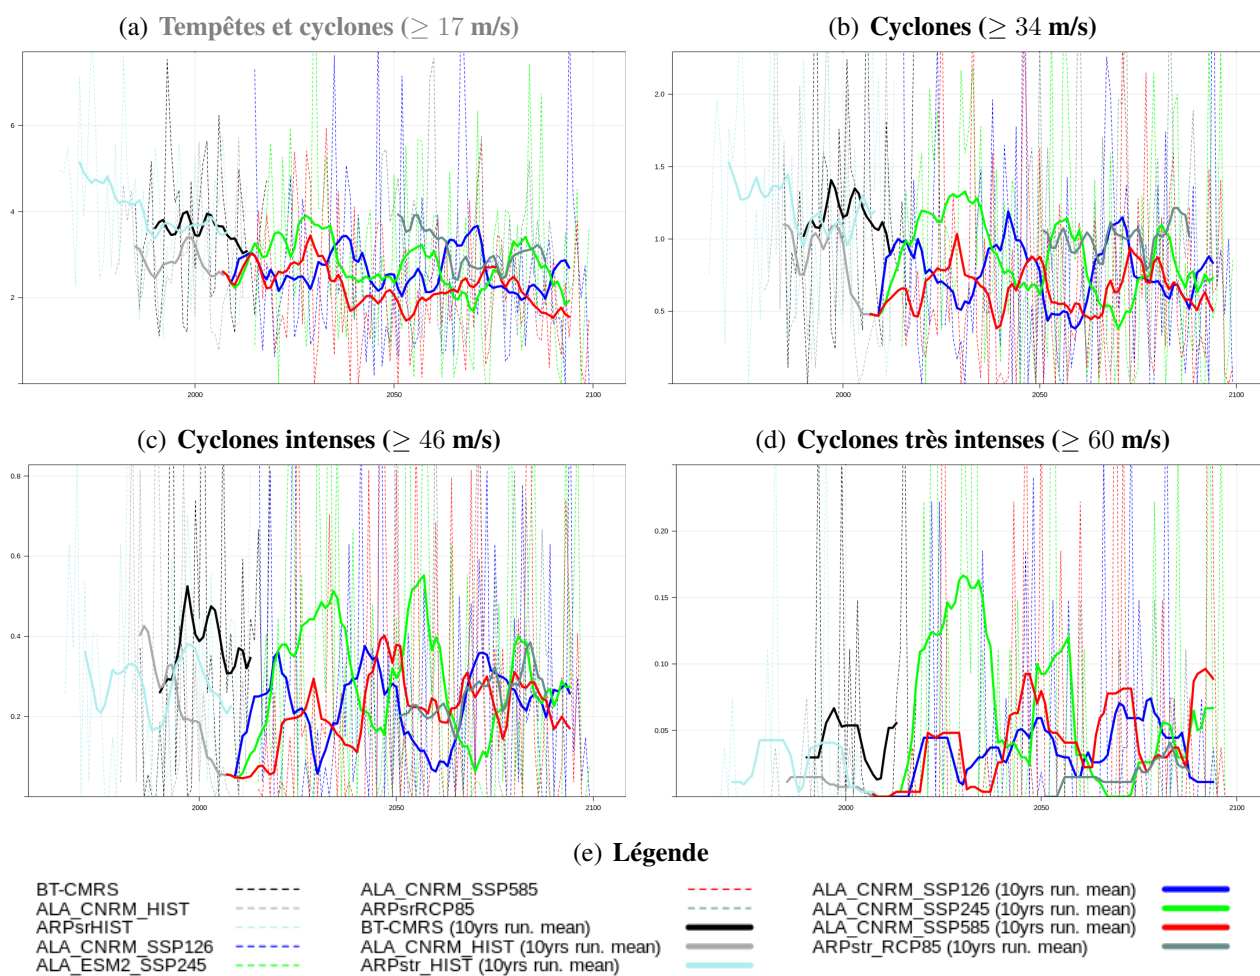 (a) Tempêtes et cyclones (≥ 17 m/s)
(b) Cyclones (≥ 34 m/s)
6
4
2
2000
2050
2100
2.0
1.5
1.0
0.5
2000
2050
2100
(c) Cyclones intenses (≥ 46 m/s)
(d) Cyclones très intenses (≥ 60 m/s)
0.8
0.6
0.4
0.2
2000
2050
2100
0.20
0.15
0.10
0.05
2000
2050
2100
(e) Légende
BT-CMRS
ALA_CNRM_HIST
ARPsrHIST
ALA_CNRM_SSP126
ALA_ESM2_SSP245
ALA_CNRM_SSP585
ARPsrRCP85
BT-CMRS (10yrs run. mean)
ALA_CNRM_HIST (10yrs run. mean)
ARPstr_HIST (10yrs run. mean)
ALA_CNRM_SSP126 (10yrs run. mean)
ALA_CNRM_SSP245 (10yrs run. mean)
ALA_CNRM_SSP585 (10yrs run. mean)
ARPstr_RCP85 (10yrs run. mean)